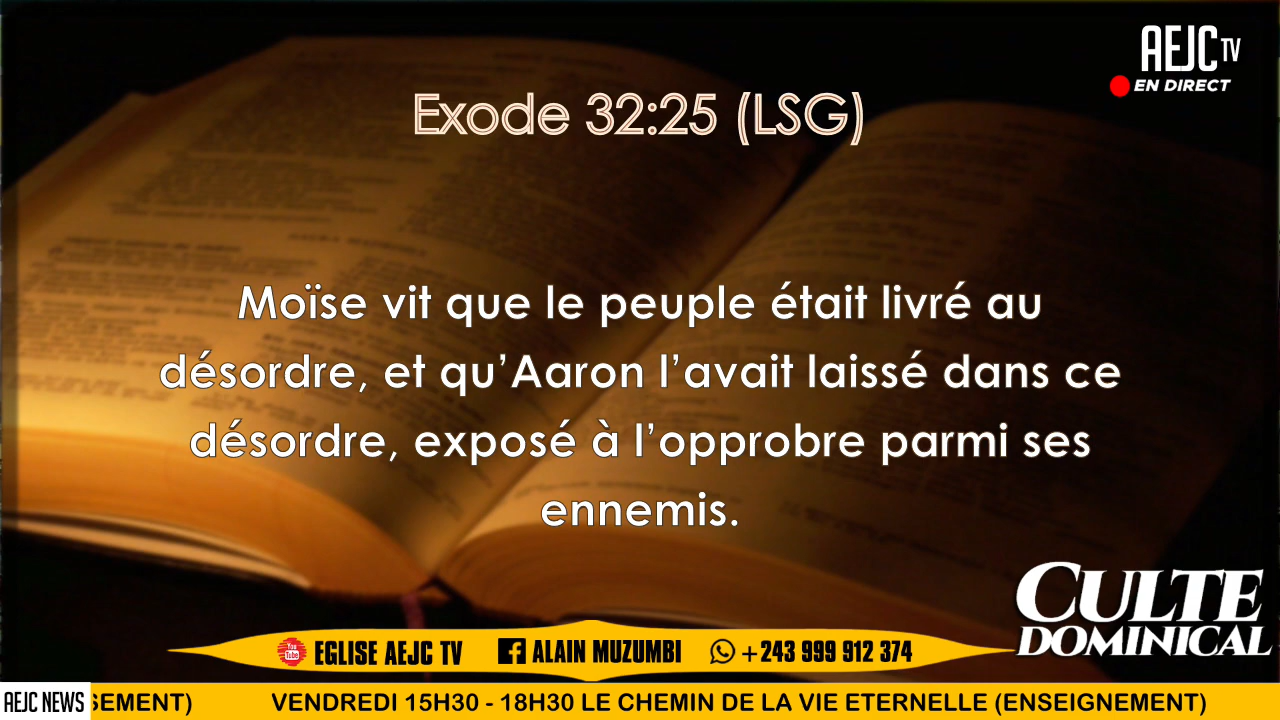 AEJC TV
EN DIRECT
Exode 32:25 (LSG)
Moïse vit que le peuple était livré au
désordre, et qu’Aaron l’avait laissé dans ce
désordre, exposé à l’opprobre parmi ses
ennemis.
CULTE
DOMINICAL
You Tube EGLISE AEJC TV ALAIN MUZUMBI +243 999 912 374
AEJC NEWS SEMENT) VENDREDI 15H30 - 18H30 LE CHEMIN DE LA VIE ETERNELLE (ENSEIGNEMENT)